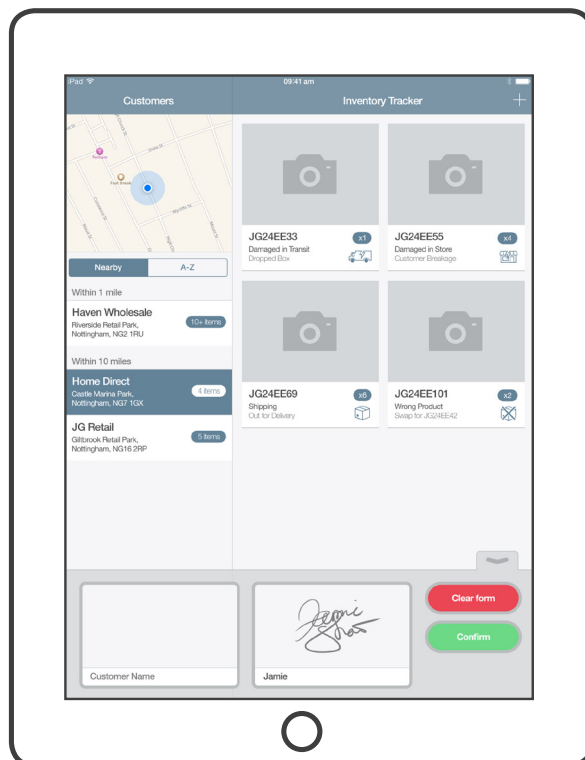 iPad
09:41 am
Customers
Inventory Tracker
Nearby
A-Z
Within 1 mile
Haven Wholesale
Riverside Retail Park,
Nottingham, NG2 1RU
10+ items
Within 10 miles
Home Direct
Castle Marina Park,
Nottingham, NG7 1GX
4 items
JG Retail
Giltbrook Retail Park,
Nottingham, NG16 2RP
5 items
JG24EE33
x1
Damaged in Transit
Dropped Box
JG24EE55
x4
Damaged in Store
Customer Breakage
JG24EE69
x6
Shipping
Out for Delivery
JG24EE101
x2
Wrong Product
Swap for JG24EE42
Customer Name
Jamie
Jamie
Clear form
Confirm